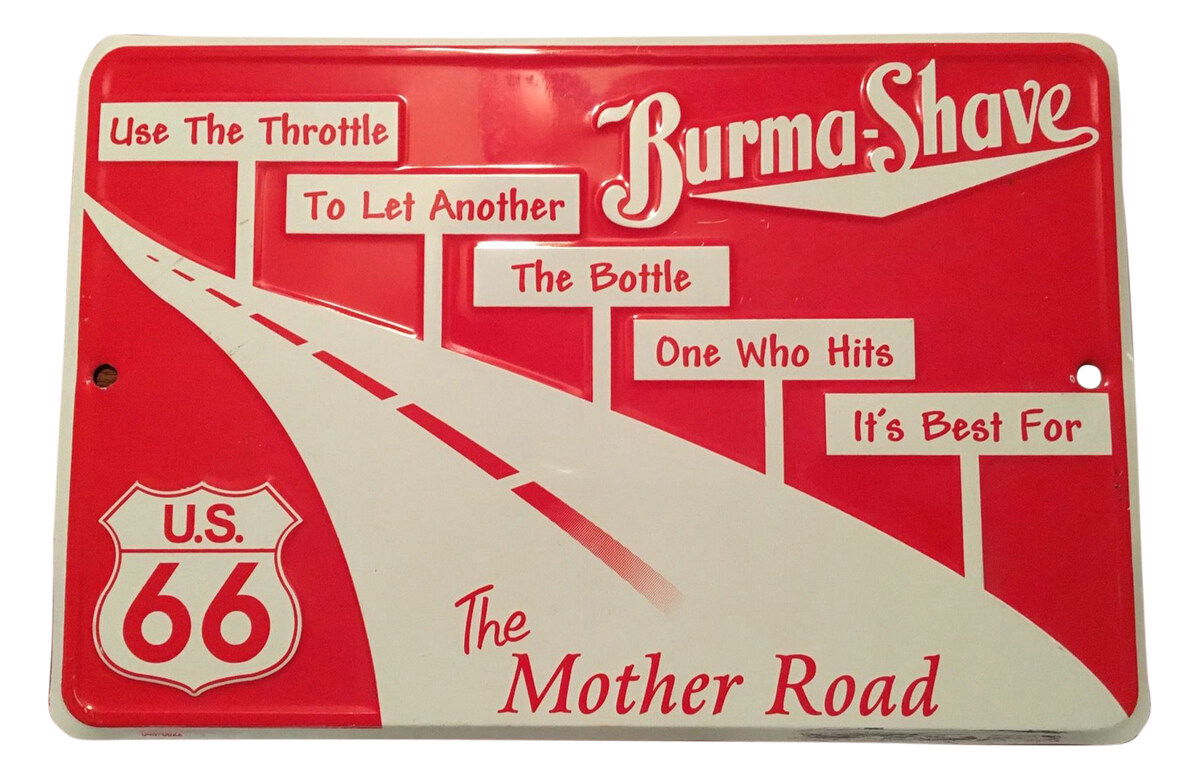 Burma-Shave
Use The Throttle
To Let Another
The Bottle
One Who Hits
It's Best For
U.S.
66
The
Mother Road